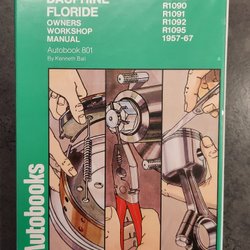 DAUPHINE
FLORIDE
OWNERS
WORKSHOP
MANUAL
Autobook 801
By Kenneth Ball
R1090
R1091
R1092
R1095
1957-67
Autobooks